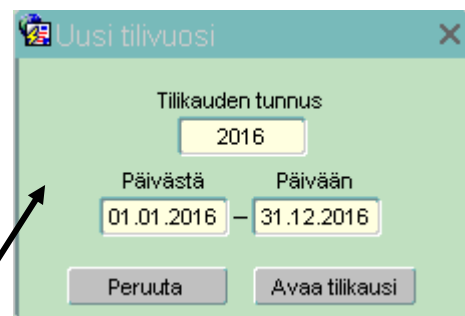 Uusi tilivuosi
Tilikauden tunnus
2016
Päivästä Päivään
01.01.2016 – 31.12.2016
Peruuta Avaa tilikausi